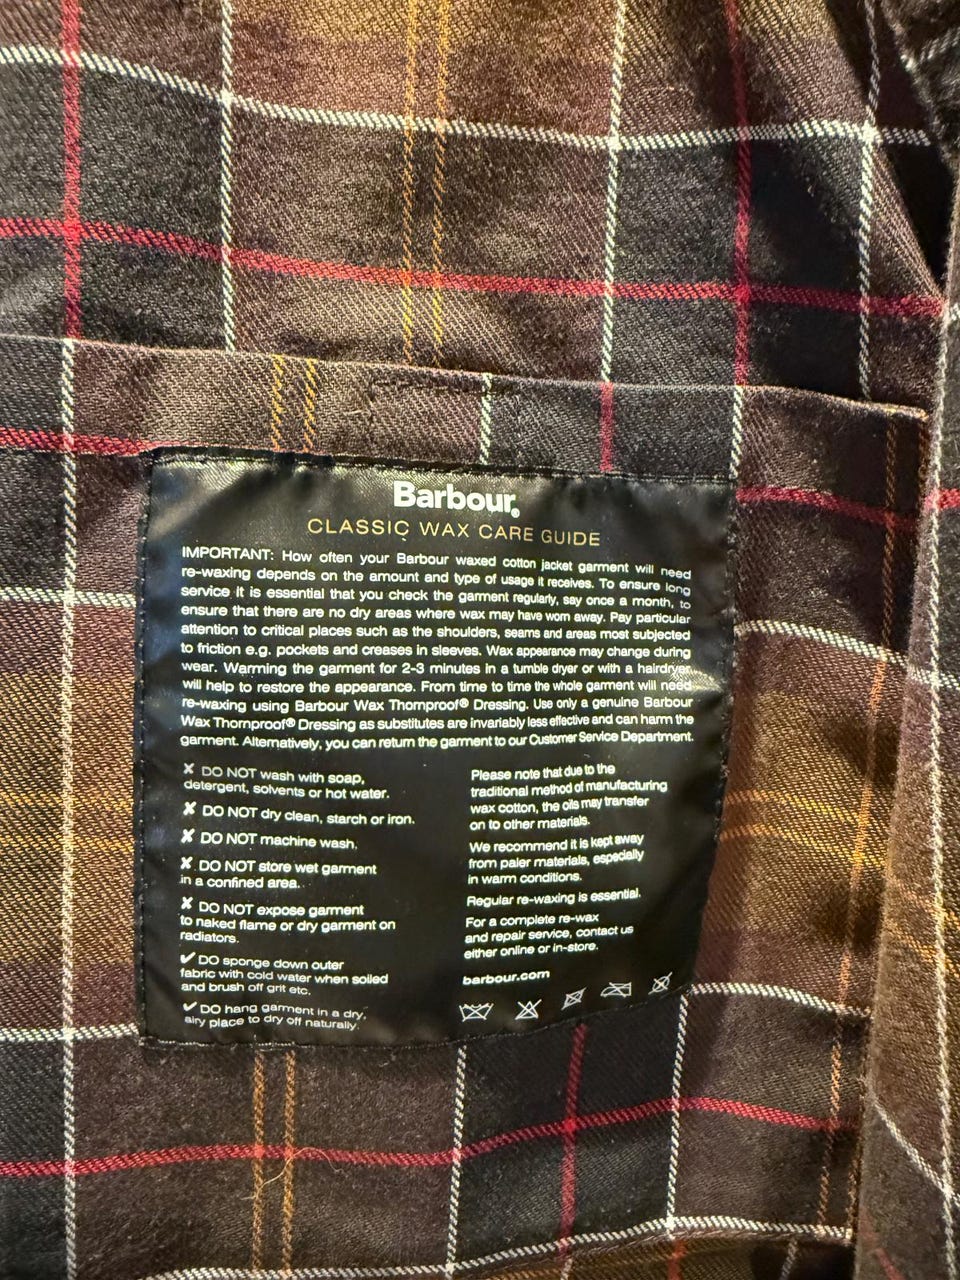 Barbour.
CLASSIC WAX CARE GUIDE
IMPORTANT: How often your Barbour waxed cotton jacket garment will need
re-waxing depends on the amount and type of usage it receives. To ensure long
service it is essential that you check the garment regularly, say once a month, to
ensure that there are no dry areas where wax may have worn away. Pay particular
attention to critical places such as the shoulders, seams and areas most subjected
to friction e.g. pockets and creases in sleeves. Wax appearance may change during
wear. Warming the garment for 2-3 minutes in a tumble dryer or with a hairdryer,
will help to restore the appearance. From time to time the whole garment will need
re-waxing using Barbour Wax Thornproof® Dressing. Use only a genuine Barbour
Wax Thornproof® Dressing as substitutes are invariably less effective and can harm the
garment. Alternatively, you can return the garment to our Customer Service Department.
✘ DO NOT wash with soap,
detergent, solvents or hot water.
✘ DO NOT dry clean, starch or iron.
✘ DO NOT machine wash.
✘ DO NOT store wet garment
in a confined area.
✘ DO NOT expose garment
to naked flame or dry garment on
radiators.
✔ DO sponge down outer
fabric with cold water when soiled
and brush off grit etc.
✔ DO hang garment in a dry,
airy place to dry off naturally.
Please note that due to the
traditional method of manufacturing
wax cotton, the oils may transfer
on to other materials.
We recommend it is kept away
from paler materials, especially
in warm conditions.
Regular re-waxing is essential.
For a complete re-wax
and repair service, contact us
either online or in-store.
barbour.com